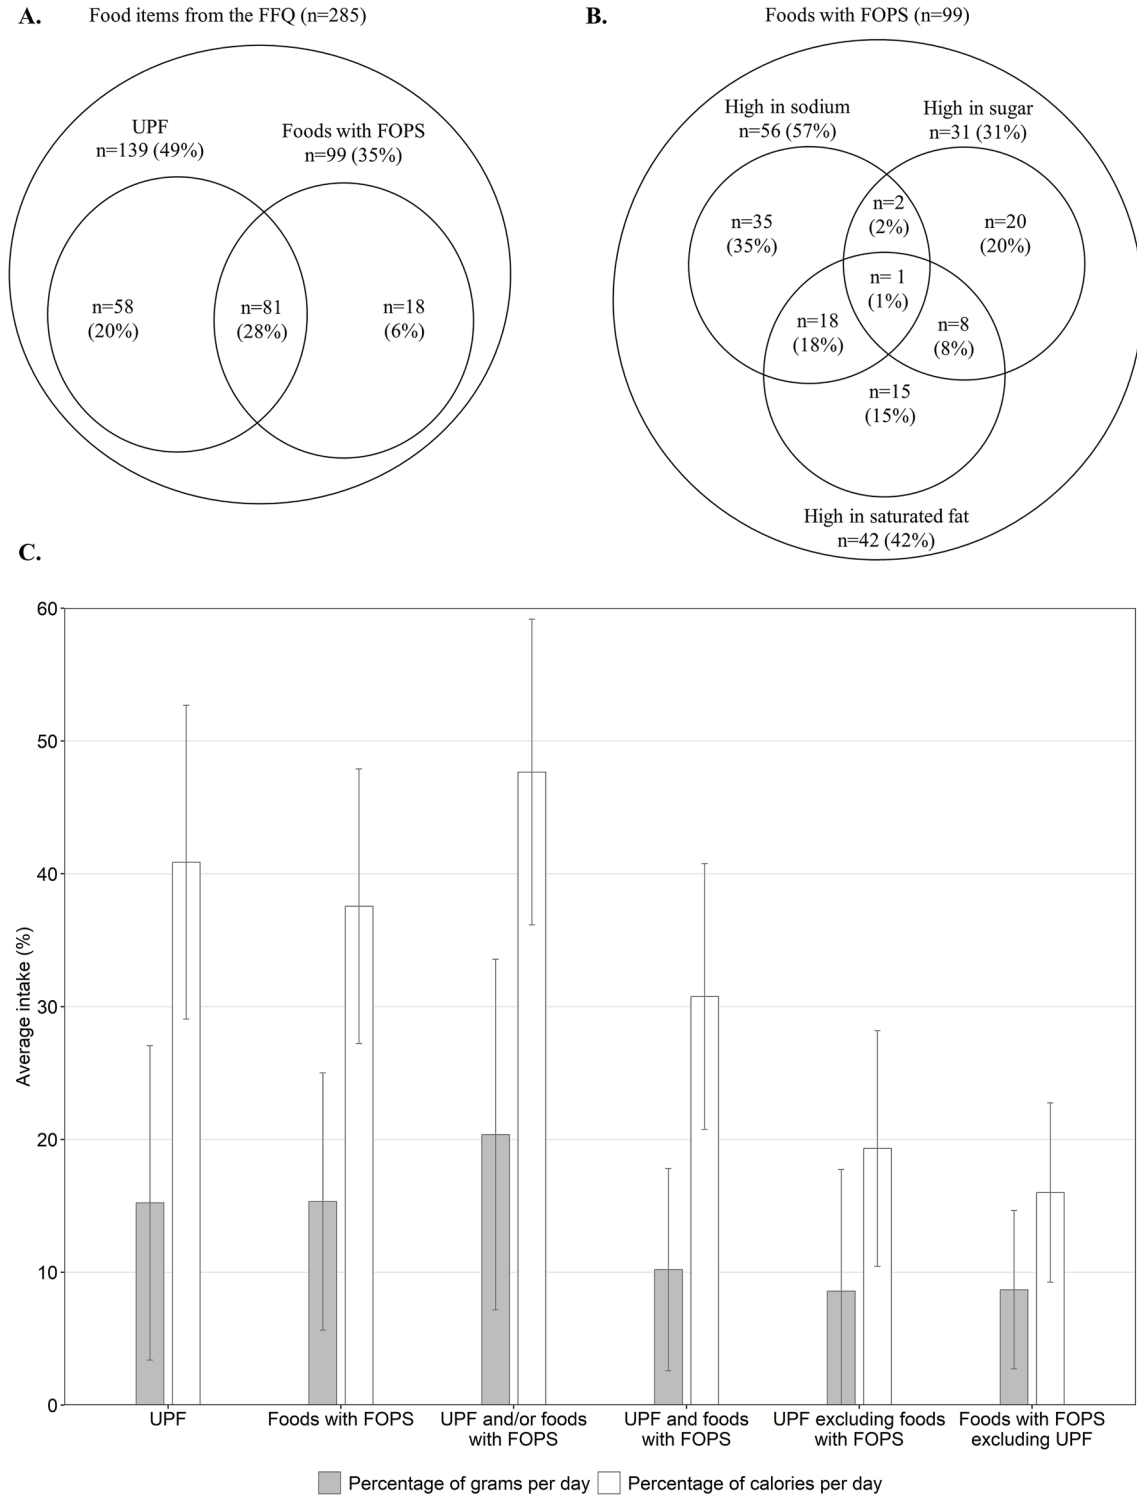 A.
Food items from the FFQ (n=285)
UPF
n=139 (49%)
Foods with FOPS
n=99 (35%)
n=58
(20%)
n=81
(28%)
n=18
(6%)
B.
Foods with FOPS (n=99)
High in sodium
n=56 (57%)
High in sugar
n=31 (31%)
n=35
(35%)
n=2
(2%)
n=20
(20%)
n= 1
(1%)
n=18
(18%)
n=8
(8%)
n=15
(15%)
High in saturated fat
n=42 (42%)
C.
Average intake (%)
60
50
40
30
20
10
0
UPF
Foods with FOPS
UPF and/or foods
with FOPS
UPF and foods
with FOPS
UPF excluding foods
with FOPS
Foods with FOPS
excluding UPF
Percentage of grams per day
Percentage of calories per day